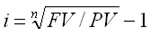 i = ⁿ√FV / PV − 1